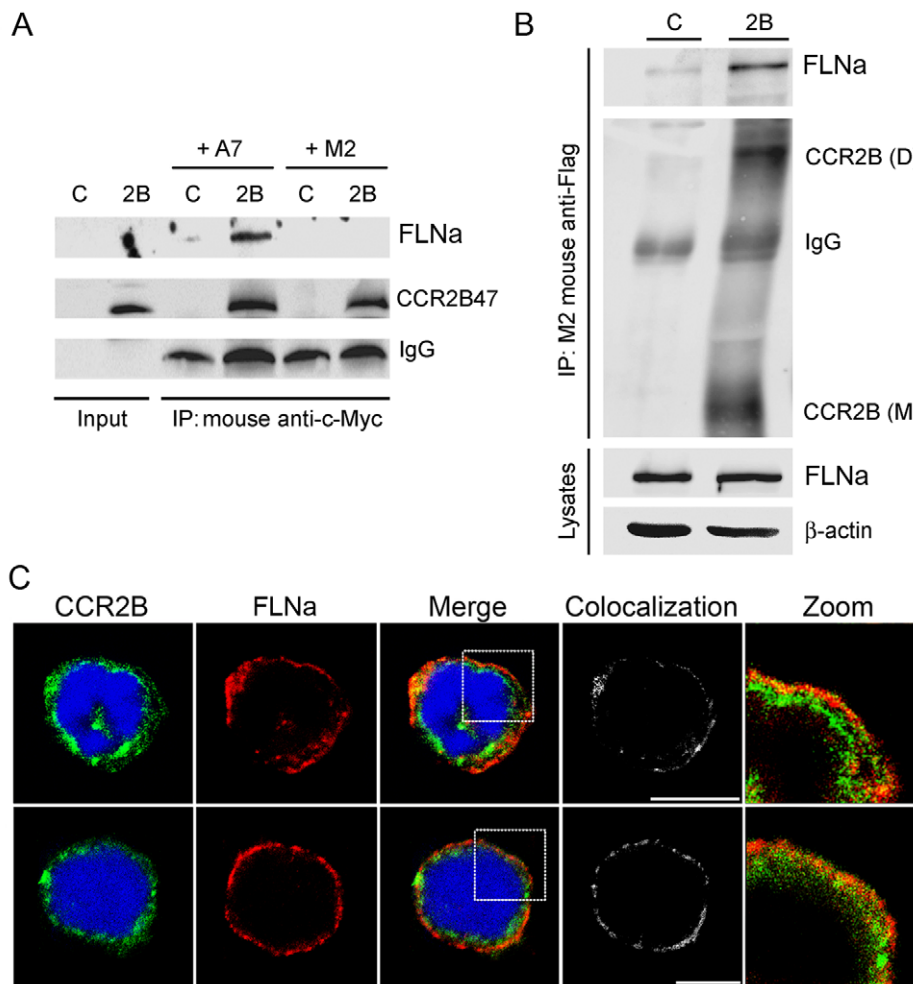 A
+ A7 + M2
C 2B C 2B C 2B
FLNa
CCR2B47
IgG
Input IP: mouse anti-c-Myc
B
C 2B
IP: M2 mouse anti-Flag
FLNa
CCR2B (D
IgG
CCR2B (M
Lysates
FLNa
β-actin
C
CCR2B FLNa Merge Colocalization Zoom